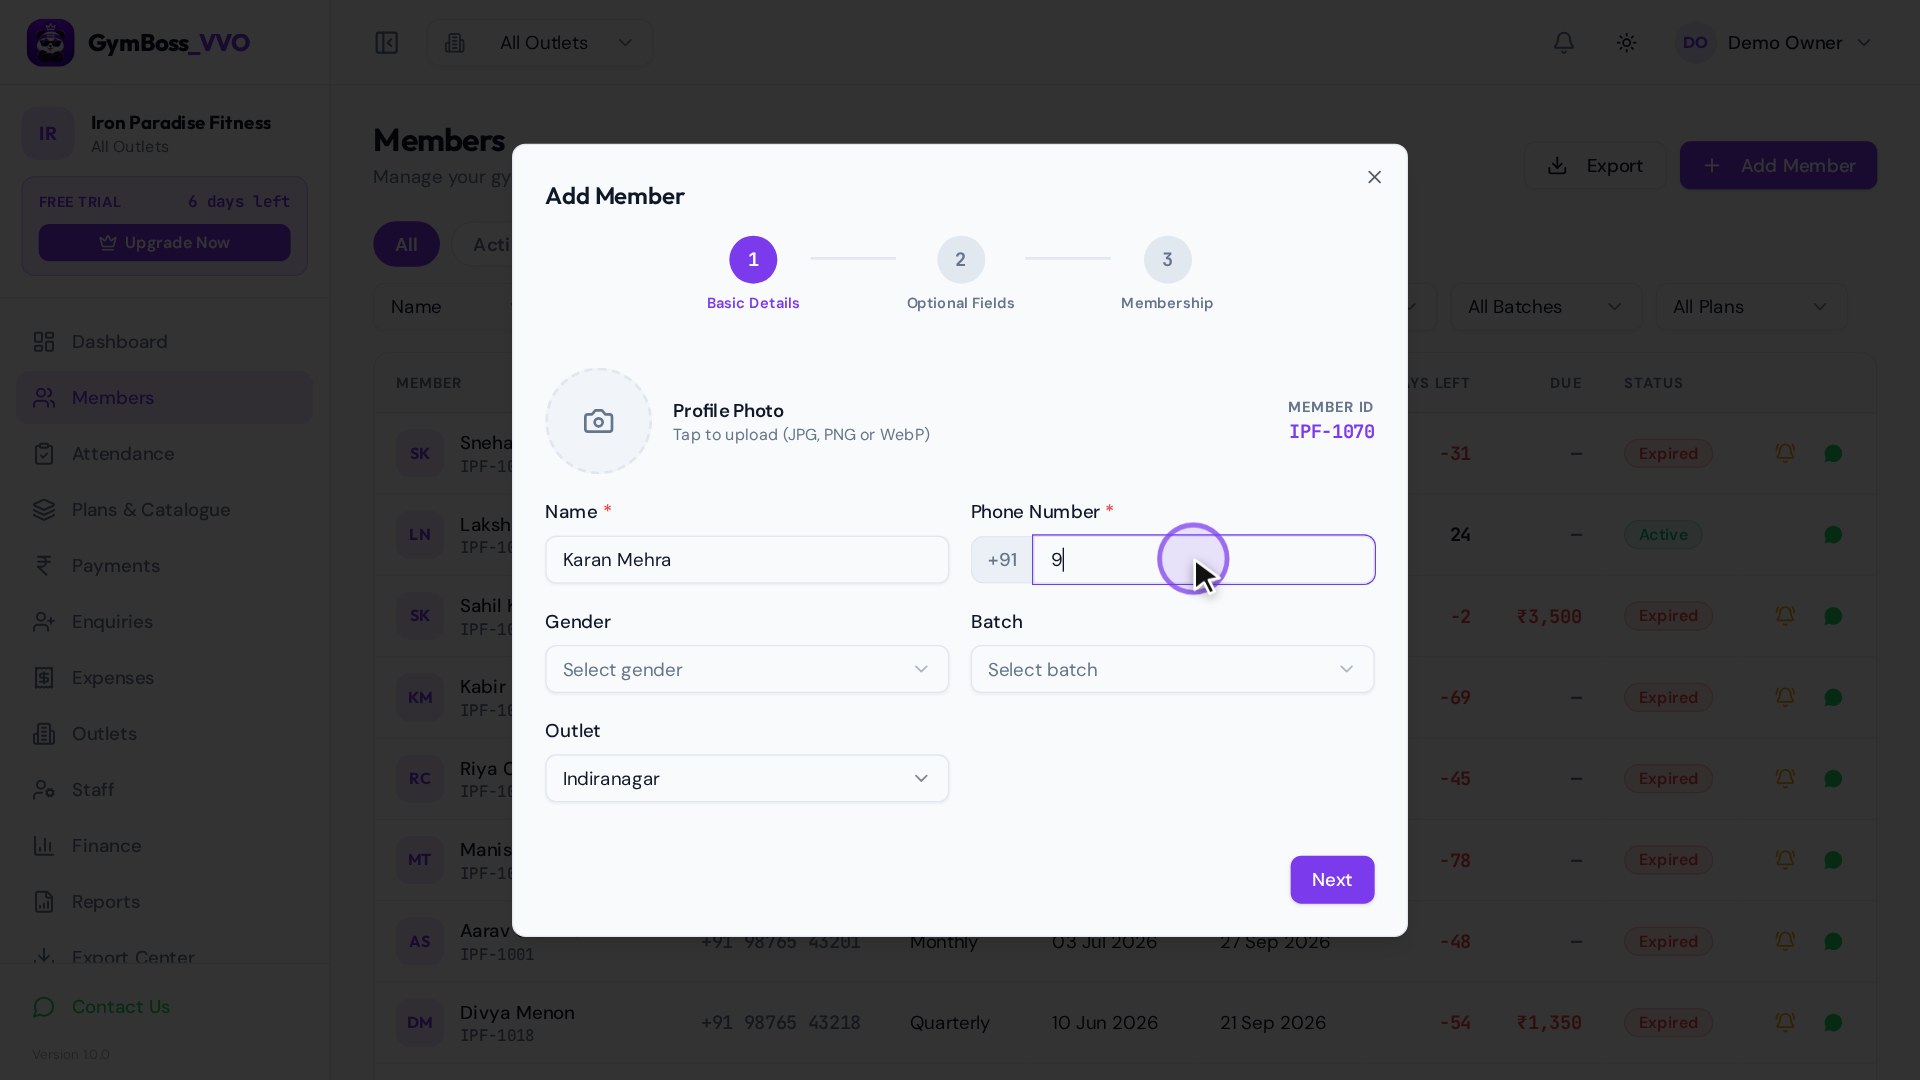 GymBoss_VVO
All Outlets
DO Demo Owner
IR Iron Paradise Fitness
All Outlets
FREE TRIAL 6 days left
Upgrade Now
Dashboard
Members
Attendance
Plans & Catalogue
Payments
Enquiries
Expenses
Outlets
Staff
Finance
Reports
Export Center
Contact Us
Version 1.0.0
Members
Manage your gy
Export
Add Member
All
Acti
Name
All Batches
All Plans
MEMBER
AYS LEFT DUE STATUS
SK Sneha -31 — Expired
IPF-10
LN Laksh 24 — Active
SK Sahil K -2 ₹3,500 Expired
KM Kabir -69 — Expired
RC Riya -45 — Expired
MT Manis -78 — Expired
AS Aarav +91 98765 43201 Monthly 03 Jul 2026 27 Sep 2026 -48 — Expired
IPF-1001
DM Divya Menon +91 98765 43218 Quarterly 10 Jun 2026 21 Sep 2026 -54 ₹1,350 Expired
IPF-1018
Add Member
1 2 3
Basic Details Optional Fields Membership
Profile Photo
Tap to upload (JPG, PNG or WebP)
MEMBER ID
IPF-1070
Name *
Karan Mehra
Phone Number *
+91 9
Gender
Select gender
Batch
Select batch
Outlet
Indiranagar
Next